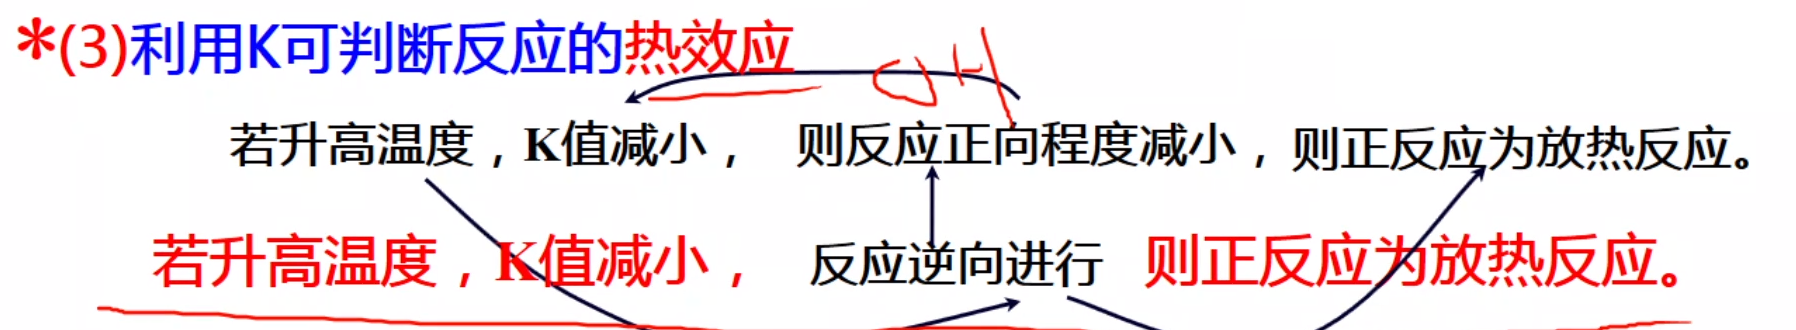 *(3)利用K可判断反应的热效应
若升高温度，K值减小， 则反应正向程度减小，则正反应为放热反应。
若升高温度，K值减小， 反应逆向进行 则正反应为放热反应。